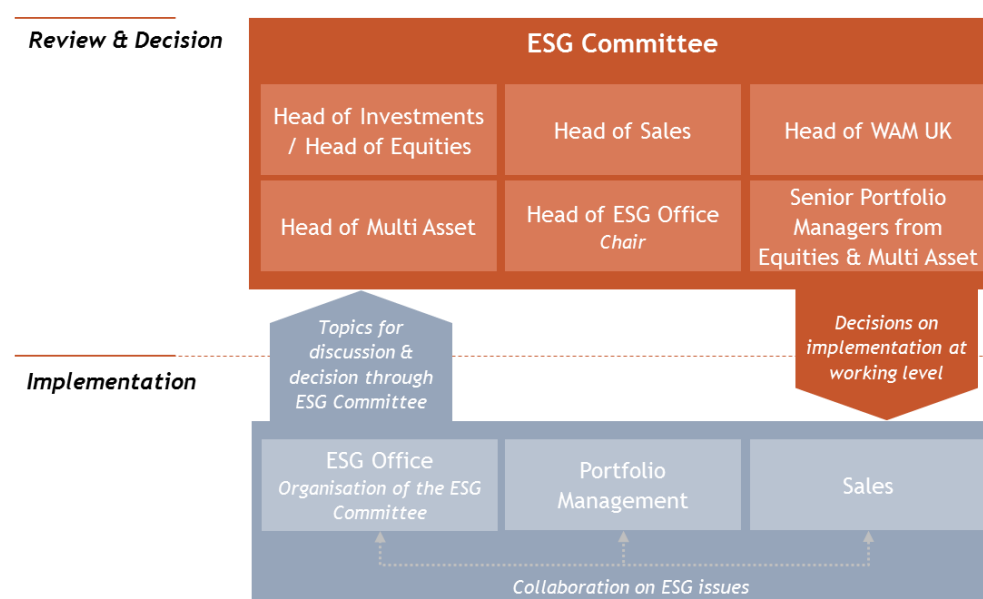 Review & Decision
ESG Committee
Head of Investments
/ Head of Equities
Head of Sales
Head of WAM UK
Head of Multi Asset
Head of ESG Office
Chair
Senior Portfolio
Managers from
Equities & Multi Asset
Topics for
discussion &
decision through
ESG Committee
Decisions on
implementation at
working level
Implementation
ESG Office
Organisation of the ESG
Committee
Portfolio
Management
Sales
Collaboration on ESG issues